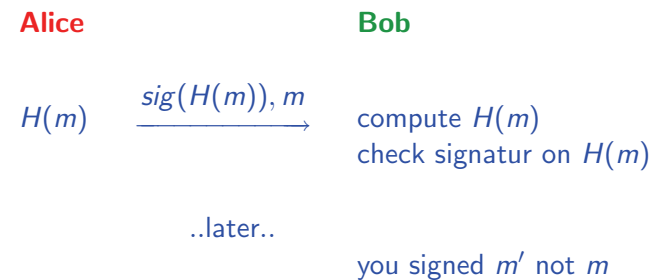 Alice Bob
sig(H(m)), m
H(m) compute H(m)
check signatur on H(m)
..later..
you signed m′ not m